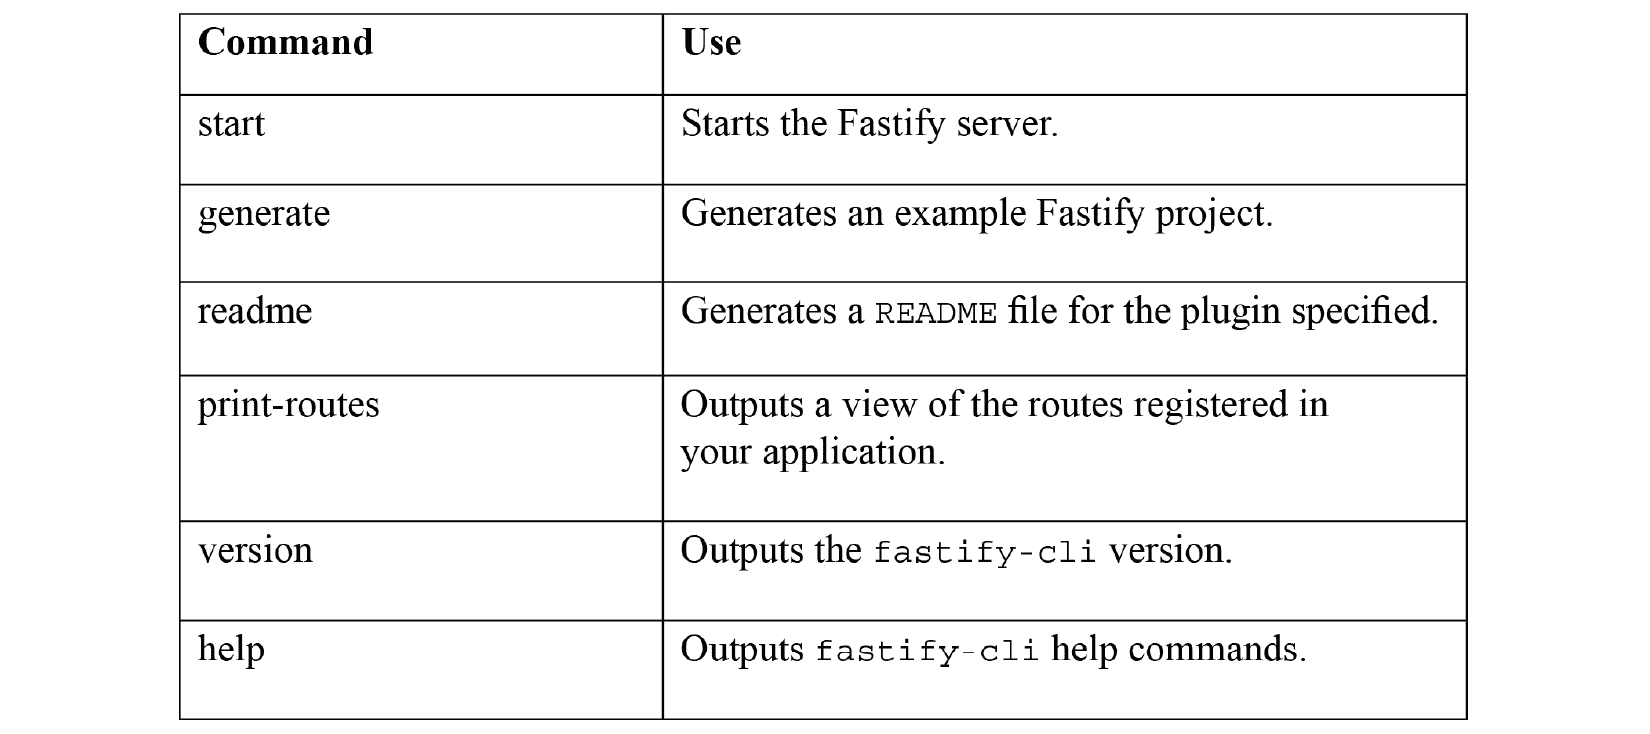 Command Use
start Starts the Fastify server.
generate Generates an example Fastify project.
readme Generates a README file for the plugin specified.
print-routes Outputs a view of the routes registered in
your application.
version Outputs the fastify-cli version.
help Outputs fastify-cli help commands.